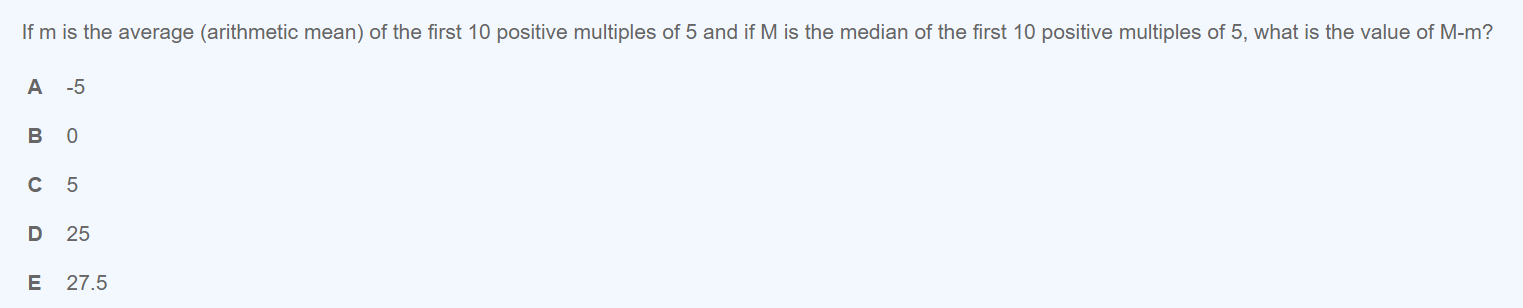 If m is the average (arithmetic mean) of the first 10 positive multiples of 5 and if M is the median of the first 10 positive multiples of 5, what is the value of M-m?
A -5
B 0
C 5
D 25
E 27.5